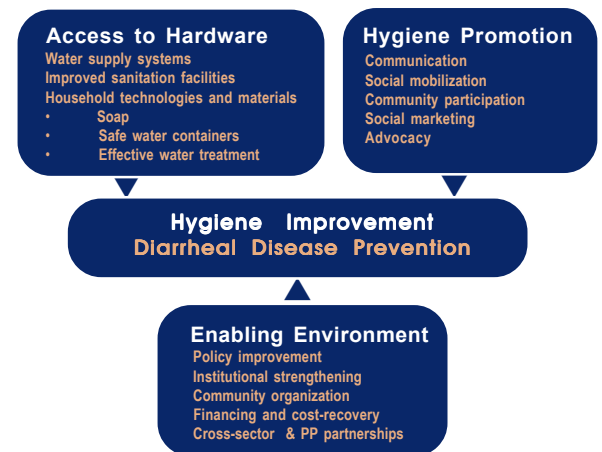 Access to Hardware
Water supply systems
Improved sanitation facilities
Household technologies and materials
• Soap
• Safe water containers
• Effective water treatment
Hygiene Promotion
Communication
Social mobilization
Community participation
Social marketing
Advocacy
Hygiene Improvement
Diarrheal Disease Prevention
Enabling Environment
Policy improvement
Institutional strengthening
Community organization
Financing and cost-recovery
Cross-sector & PP partnerships